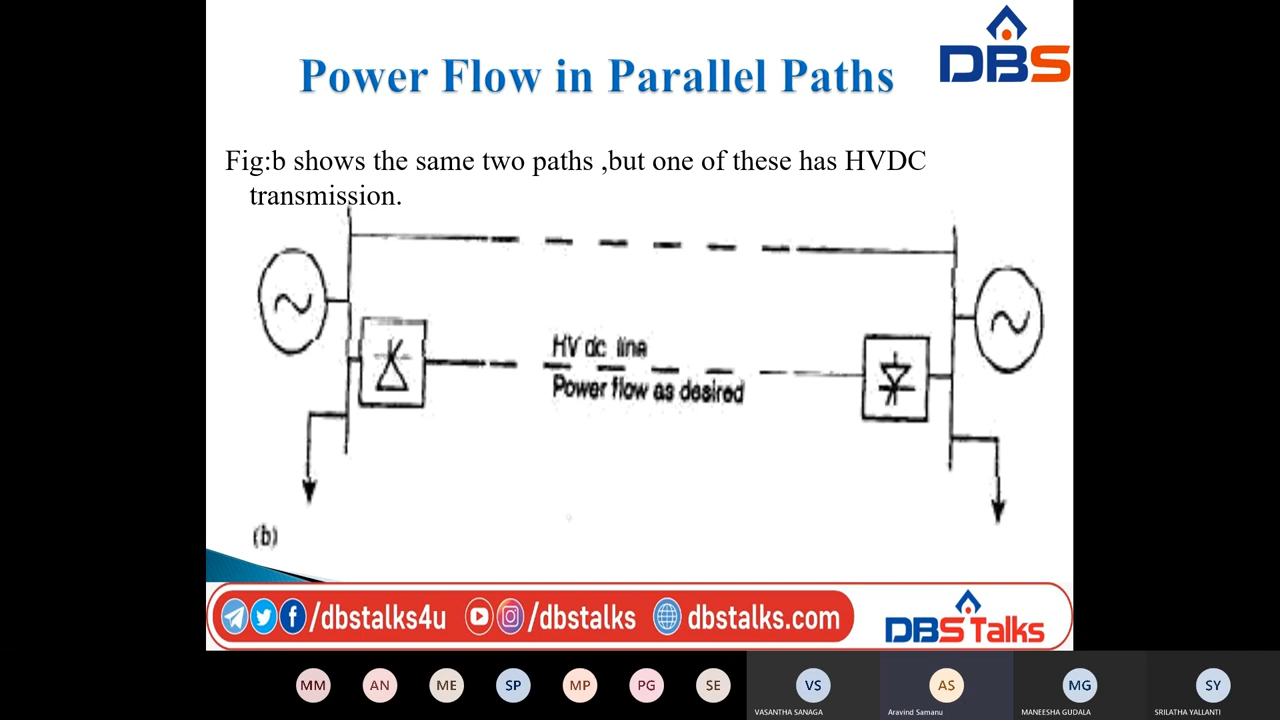 DBS
Power Flow in Parallel Paths
Fig:b shows the same two paths ,but one of these has HVDC
transmission.
HV dc line
Power flow as desired
(b)
/dbstalks4u /dbstalks dbstalks.com
DBS Talks
MM AN ME SP MP PG SE VS AS MG SY
VASANTHA SANAGA Aravind Samanu MANEESHA GUDALA SRILATHA YALLANTI